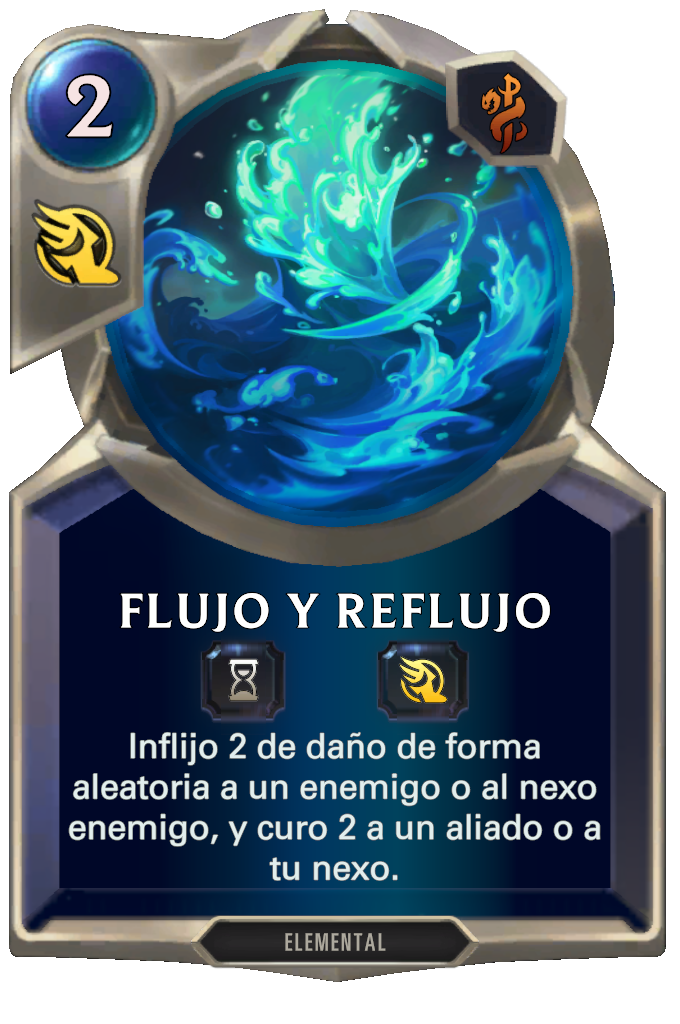 2
FLUJO Y REFLUJO
Inflijo 2 de daño de forma
aleatoria a un enemigo o al nexo
enemigo, y curo 2 a un aliado o a
tu nexo.
ELEMENTAL